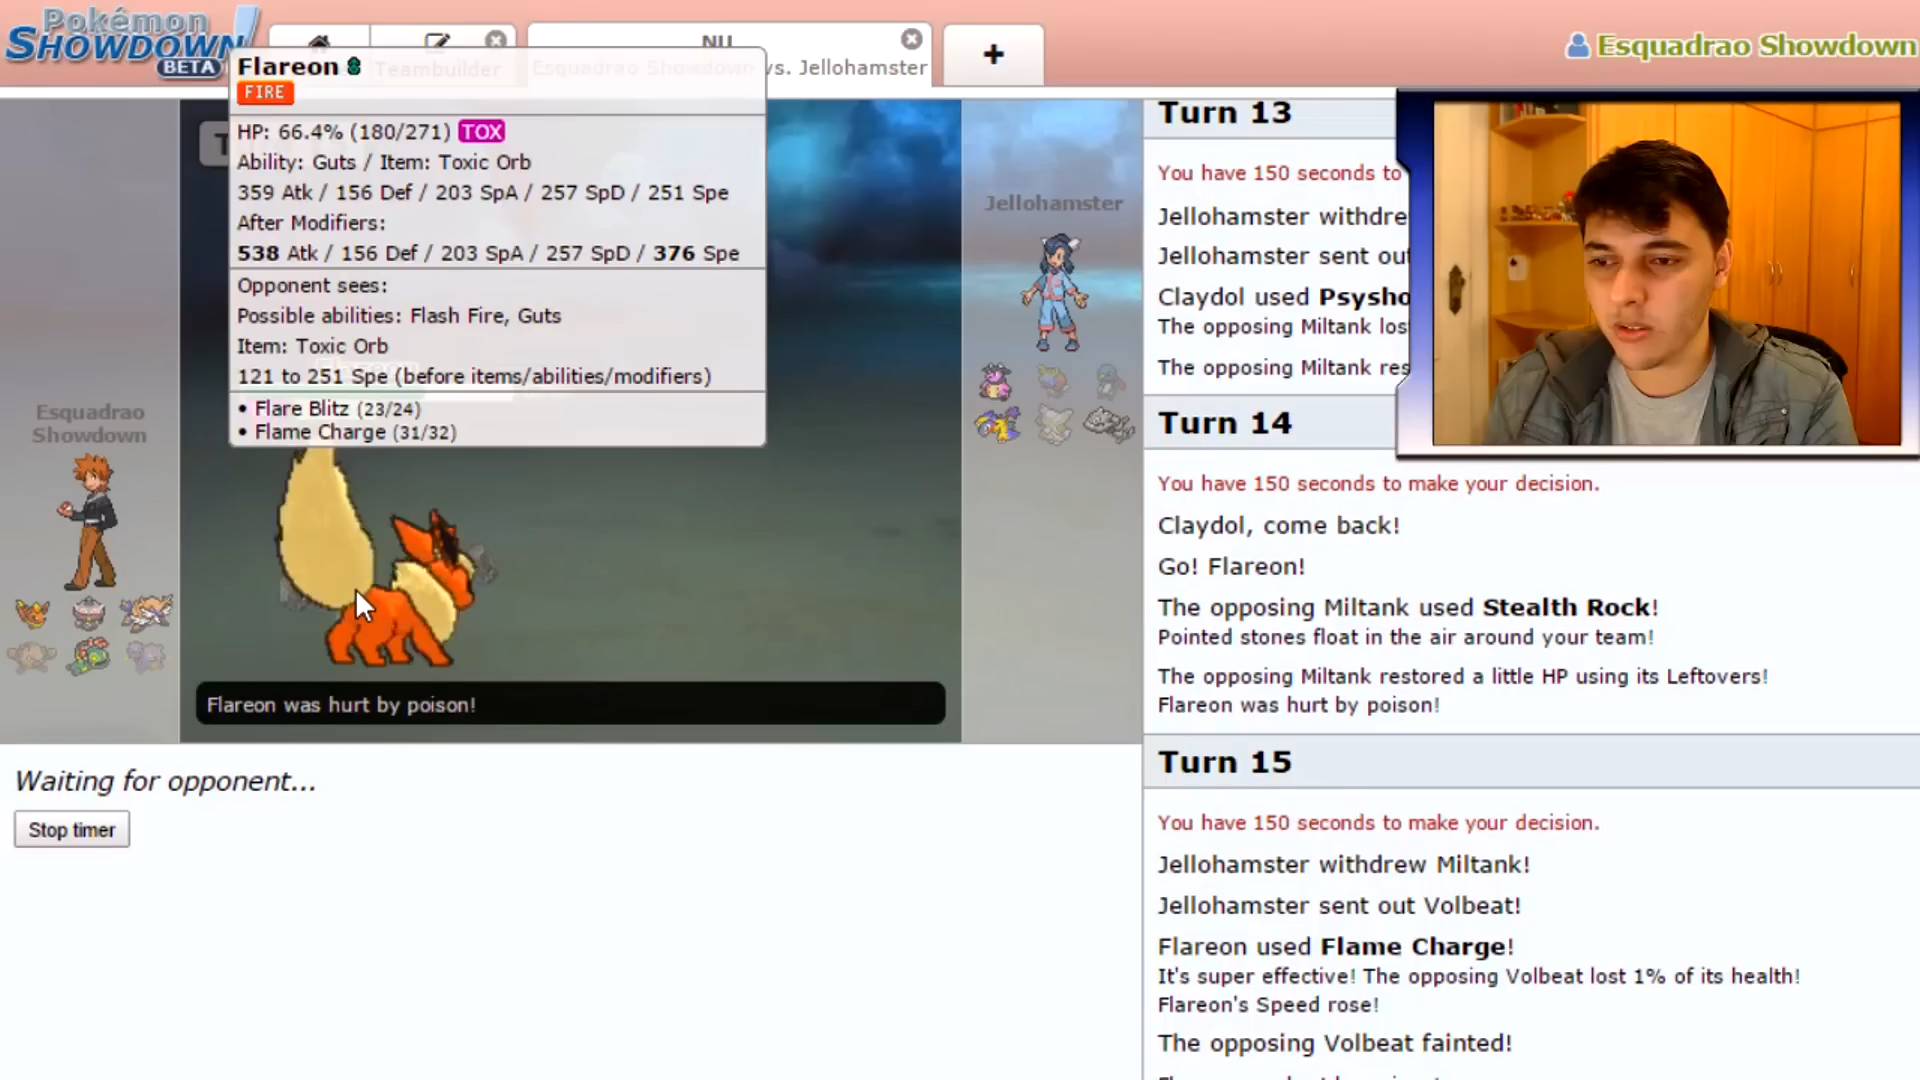 Pokémon
SHOWDOWN
BETA
Teambuilder
NU
Esquadrao Showdown vs. Jellohamster
+
Esquadrao Showdown
Flareon
FIRE
HP: 66.4% (180/271) TOX
Ability: Guts / Item: Toxic Orb
359 Atk / 156 Def / 203 SpA / 257 SpD / 251 Spe
After Modifiers:
538 Atk / 156 Def / 203 SpA / 257 SpD / 376 Spe
Opponent sees:
Possible abilities: Flash Fire, Guts
Item: Toxic Orb
121 to 251 Spe (before items/abilities/modifiers)
• Flare Blitz (23/24)
• Flame Charge (31/32)
Esquadrao
Showdown
Jellohamster
Flareon was hurt by poison!
Waiting for opponent...
Stop timer
Turn 13
You have 150 seconds to
Jellohamster withdre
Jellohamster sent out
Claydol used Psysho
The opposing Miltank los
The opposing Miltank res
Turn 14
You have 150 seconds to make your decision.
Claydol, come back!
Go! Flareon!
The opposing Miltank used Stealth Rock!
Pointed stones float in the air around your team!
The opposing Miltank restored a little HP using its Leftovers!
Flareon was hurt by poison!
Turn 15
You have 150 seconds to make your decision.
Jellohamster withdrew Miltank!
Jellohamster sent out Volbeat!
Flareon used Flame Charge!
It's super effective! The opposing Volbeat lost 1% of its health!
Flareon's Speed rose!
The opposing Volbeat fainted!